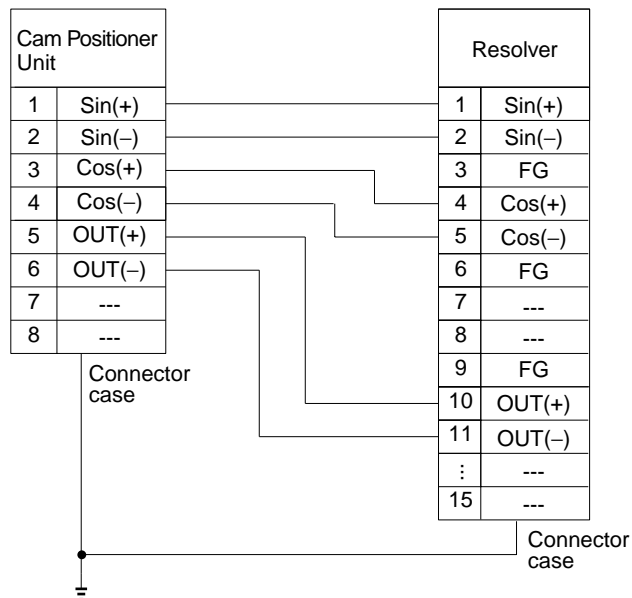 Cam Positioner
Unit
1 Sin(+)
2 Sin(−)
3 Cos(+)
4 Cos(−)
5 OUT(+)
6 OUT(−)
7 ---
8 ---
Connector
case
Resolver
1 Sin(+)
2 Sin(−)
3 FG
4 Cos(+)
5 Cos(−)
6 FG
7 ---
8 ---
9 FG
10 OUT(+)
11 OUT(−)
⋮ ---
15 ---
Connector
case